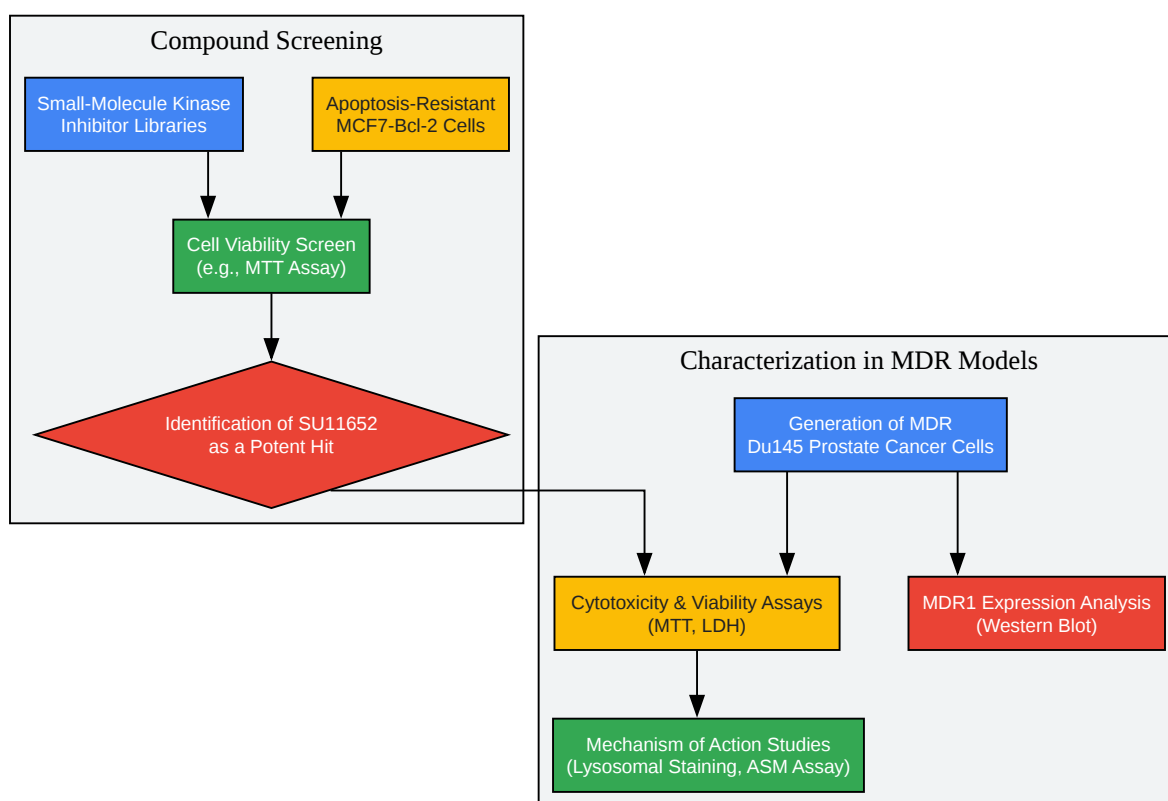 Compound Screening
Small-Molecule Kinase
Inhibitor Libraries
Apoptosis-Resistant
MCF7-Bcl-2 Cells
Cell Viability Screen
(e.g., MTT Assay)
Identification of SU11652
as a Potent Hit
Characterization in MDR Models
Generation of MDR
Du145 Prostate Cancer Cells
Cytotoxicity & Viability Assays
(MTT, LDH)
MDR1 Expression Analysis
(Western Blot)
Mechanism of Action Studies
(Lysosomal Staining, ASM Assay)